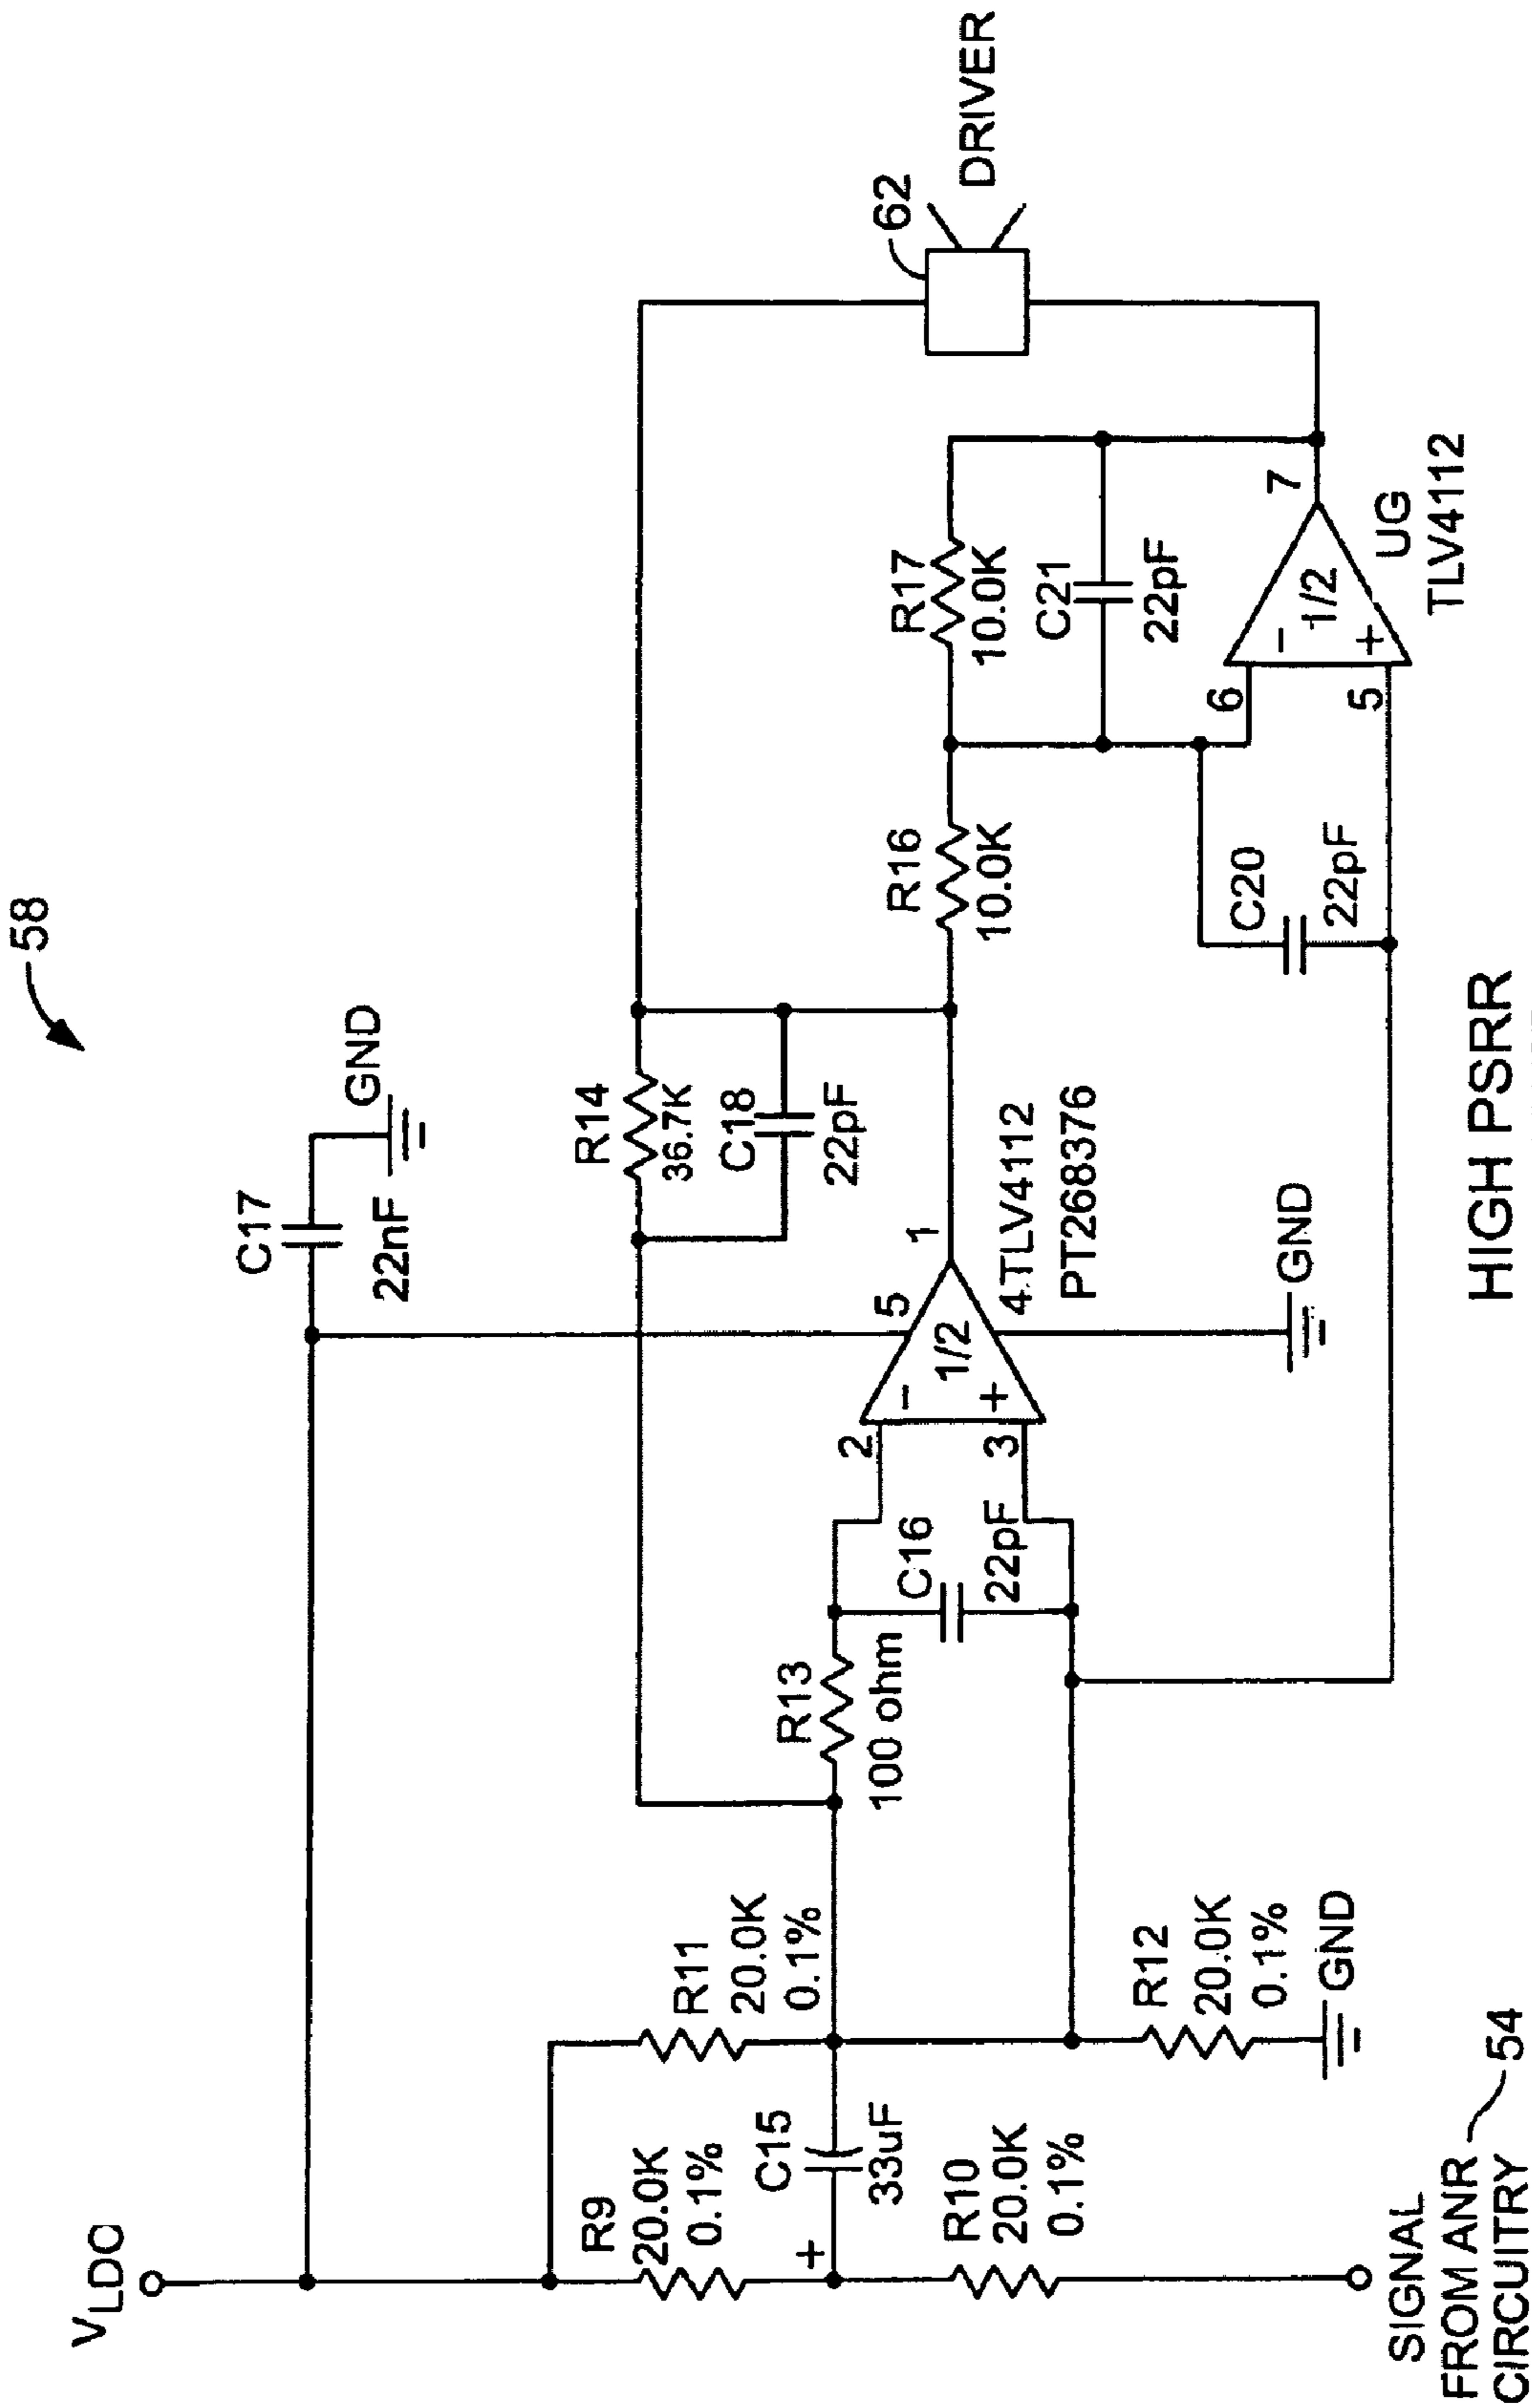 58
V LDO
C17
22nF
GND
R9
20.0K
0.1%
R11
20.0K
0.1%
C15
33uF
+
R10
20.0K
0.1%
R12
20.0K
0.1%
GND
SIGNAL
FROM ANR
CIRCUITRY
54
R13
100 ohm
C16
22pF
2
3
−
+
1/2
5
1
4.TLV4112
PT268376
GND
R14
36.7K
C18
22pF
R16
10.0K
R17
10.0K
C21
22pF
C20
22pF
6
5
−
+
1/2
7
UG
TLV4112
62
DRIVER
HIGH PSRR